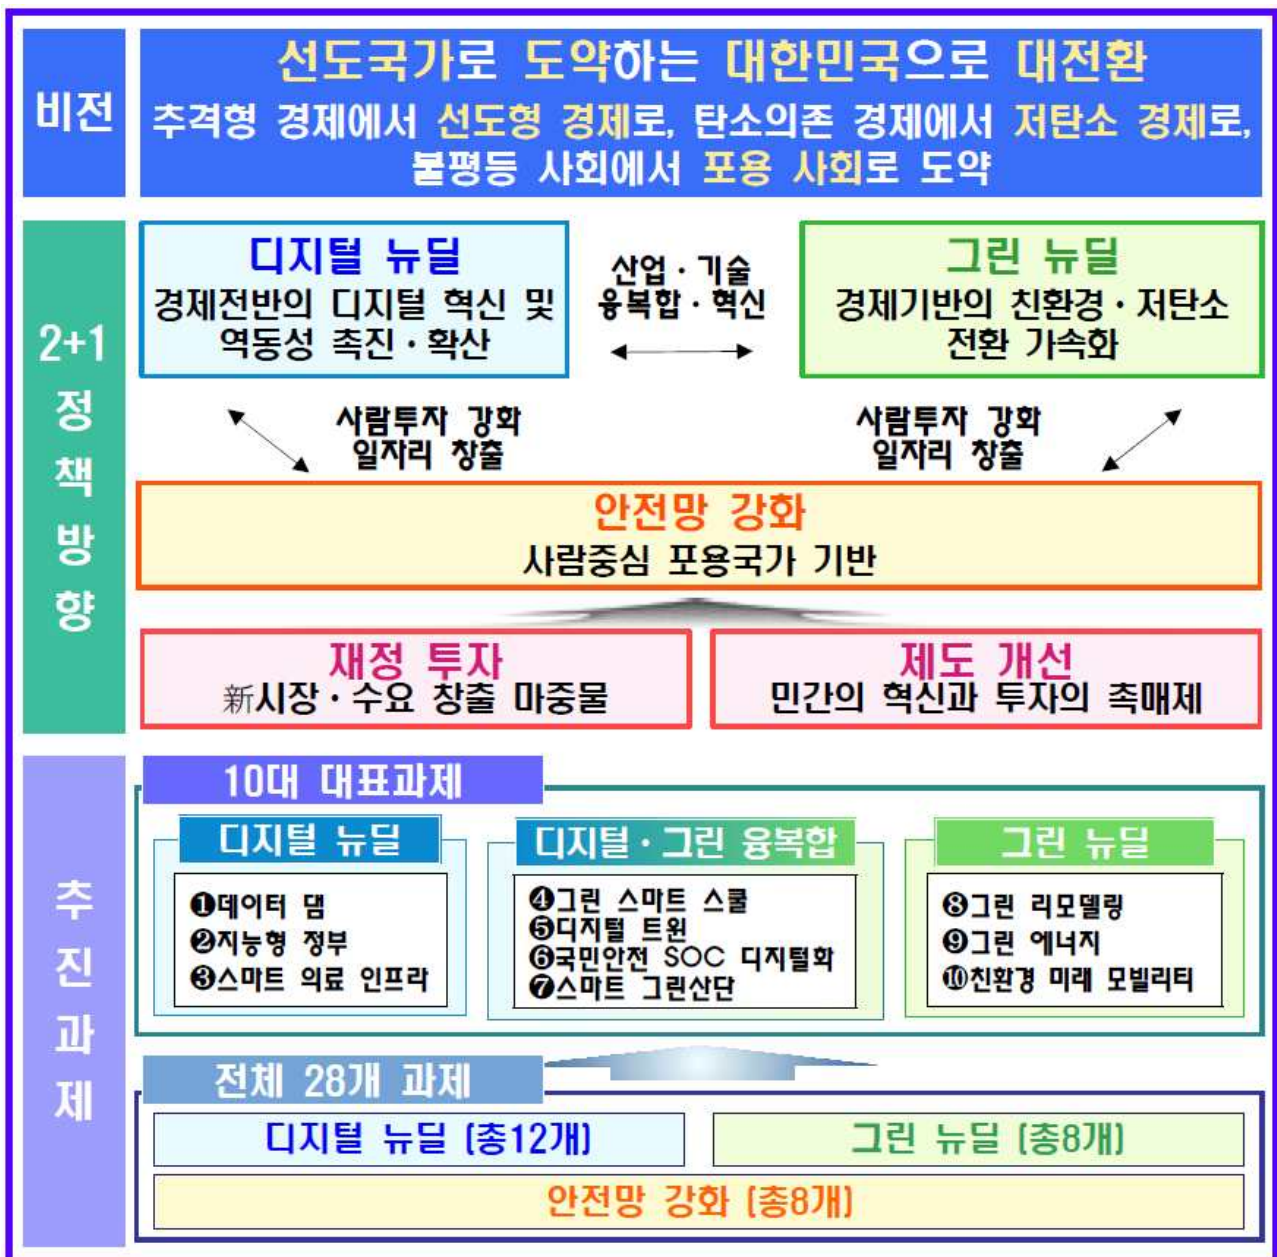 비전
선도국가로 도약하는 대한민국으로 대전환
추격형 경제에서 선도형 경제로, 탄소의존 경제에서 저탄소 경제로,
불평등 사회에서 포용 사회로 도약
2+1
정
책
방
향
디지털 뉴딜
경제전반의 디지털 혁신 및
역동성 촉진·확산
산업·기술
융복합·혁신
그린 뉴딜
경제기반의 친환경·저탄소
전환 가속화
사람투자 강화
일자리 창출
사람투자 강화
일자리 창출
안전망 강화
사람중심 포용국가 기반
재정 투자
新시장·수요 창출 마중물
제도 개선
민간의 혁신과 투자의 촉매제
추
진
과
제
10대 대표과제
디지털 뉴딜
❶데이터 댐
❷지능형 정부
❸스마트 의료 인프라
디지털·그린 융복합
❹그린 스마트 스쿨
❺디지털 트윈
❻국민안전 SOC 디지털화
❼스마트 그린산단
그린 뉴딜
❽그린 리모델링
❾그린 에너지
❿친환경 미래 모빌리티
전체 28개 과제
디지털 뉴딜 (총12개)
그린 뉴딜 (총8개)
안전망 강화 (총8개)